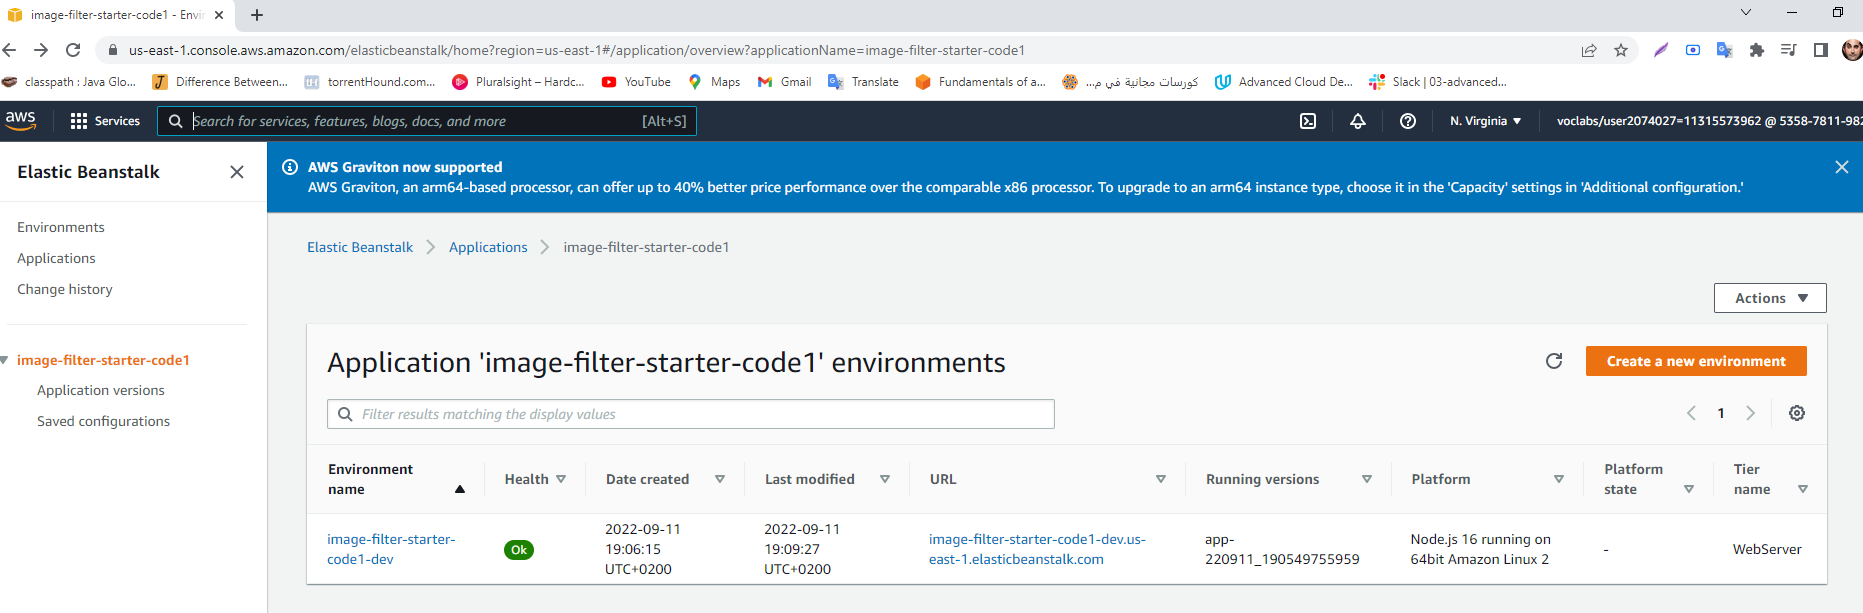 image-filter-starter-code1 - Envir
us-east-1.console.aws.amazon.com/elasticbeanstalk/home?region=us-east-1#/application/overview?applicationName=image-filter-starter-code1
classpath : Java Glo... Difference Between... torrentHound.com... Pluralsight – Hardc... YouTube Maps Gmail Translate Fundamentals of a... كورسات مجانية في م... Advanced Cloud De... Slack | 03-advanced...
aws Services Search for services, features, blogs, docs, and more [Alt+S] N. Virginia voclabs/user2074027=11315573962 @ 5358-7811-982
Elastic Beanstalk
Environments
Applications
Change history
image-filter-starter-code1
Application versions
Saved configurations
AWS Graviton now supported
AWS Graviton, an arm64-based processor, can offer up to 40% better price performance over the comparable x86 processor. To upgrade to an arm64 instance type, choose it in the 'Capacity' settings in 'Additional configuration.'
Elastic Beanstalk Applications image-filter-starter-code1
Actions
Application 'image-filter-starter-code1' environments
Create a new environment
Filter results matching the display values
1
Environment name Health Date created Last modified URL Running versions Platform Platform state Tier name
image-filter-starter-code1-dev
Ok
2022-09-11
19:06:15
UTC+0200
2022-09-11
19:09:27
UTC+0200
image-filter-starter-code1-dev.us-
east-1.elasticbeanstalk.com
app-
220911_190549755959
Node.js 16 running on
64bit Amazon Linux 2
-
WebServer